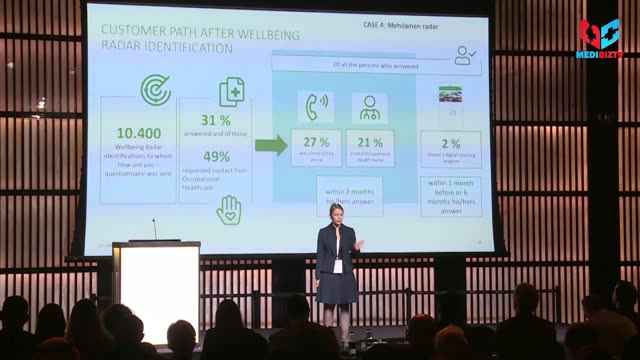 CUSTOMER PATH AFTER WELLBEING
RADAR IDENTIFICATION
CASE 4: Mehiläinen radar
MEDIBIZTV
Of all the persons who answered
10.400
Wellbeing Radar
identifications to whom
How are you –
questionnaire was sent
31 %
answered and of those
49%
requested contact from
Occupational
Healthcare
27 %
was contacted by
phone
21 %
visited Occupational
health Nurse
within 2 months
his/hers answer
2 %
Started a digital coaching
program
within 1 month
before or 6
months his/hers
answer